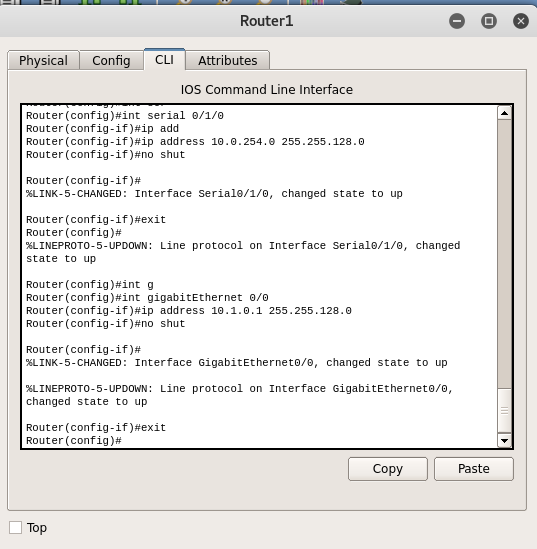 Router1
Physical
Config
CLI
Attributes
IOS Command Line Interface
Router(config)#int serial 0/1/0
Router(config-if)#ip add
Router(config-if)#ip address 10.0.254.0 255.255.128.0
Router(config-if)#no shut
Router(config-if)#
%LINK-5-CHANGED: Interface Serial0/1/0, changed state to up
Router(config-if)#exit
Router(config)#
%LINEPROTO-5-UPDOWN: Line protocol on Interface Serial0/1/0, changed
state to up
Router(config)#int g
Router(config)#int gigabitEthernet 0/0
Router(config-if)#ip address 10.1.0.1 255.255.128.0
Router(config-if)#no shut
Router(config-if)#
%LINK-5-CHANGED: Interface GigabitEthernet0/0, changed state to up
%LINEPROTO-5-UPDOWN: Line protocol on Interface GigabitEthernet0/0,
changed state to up
Router(config-if)#exit
Router(config)#
Copy
Paste
Top